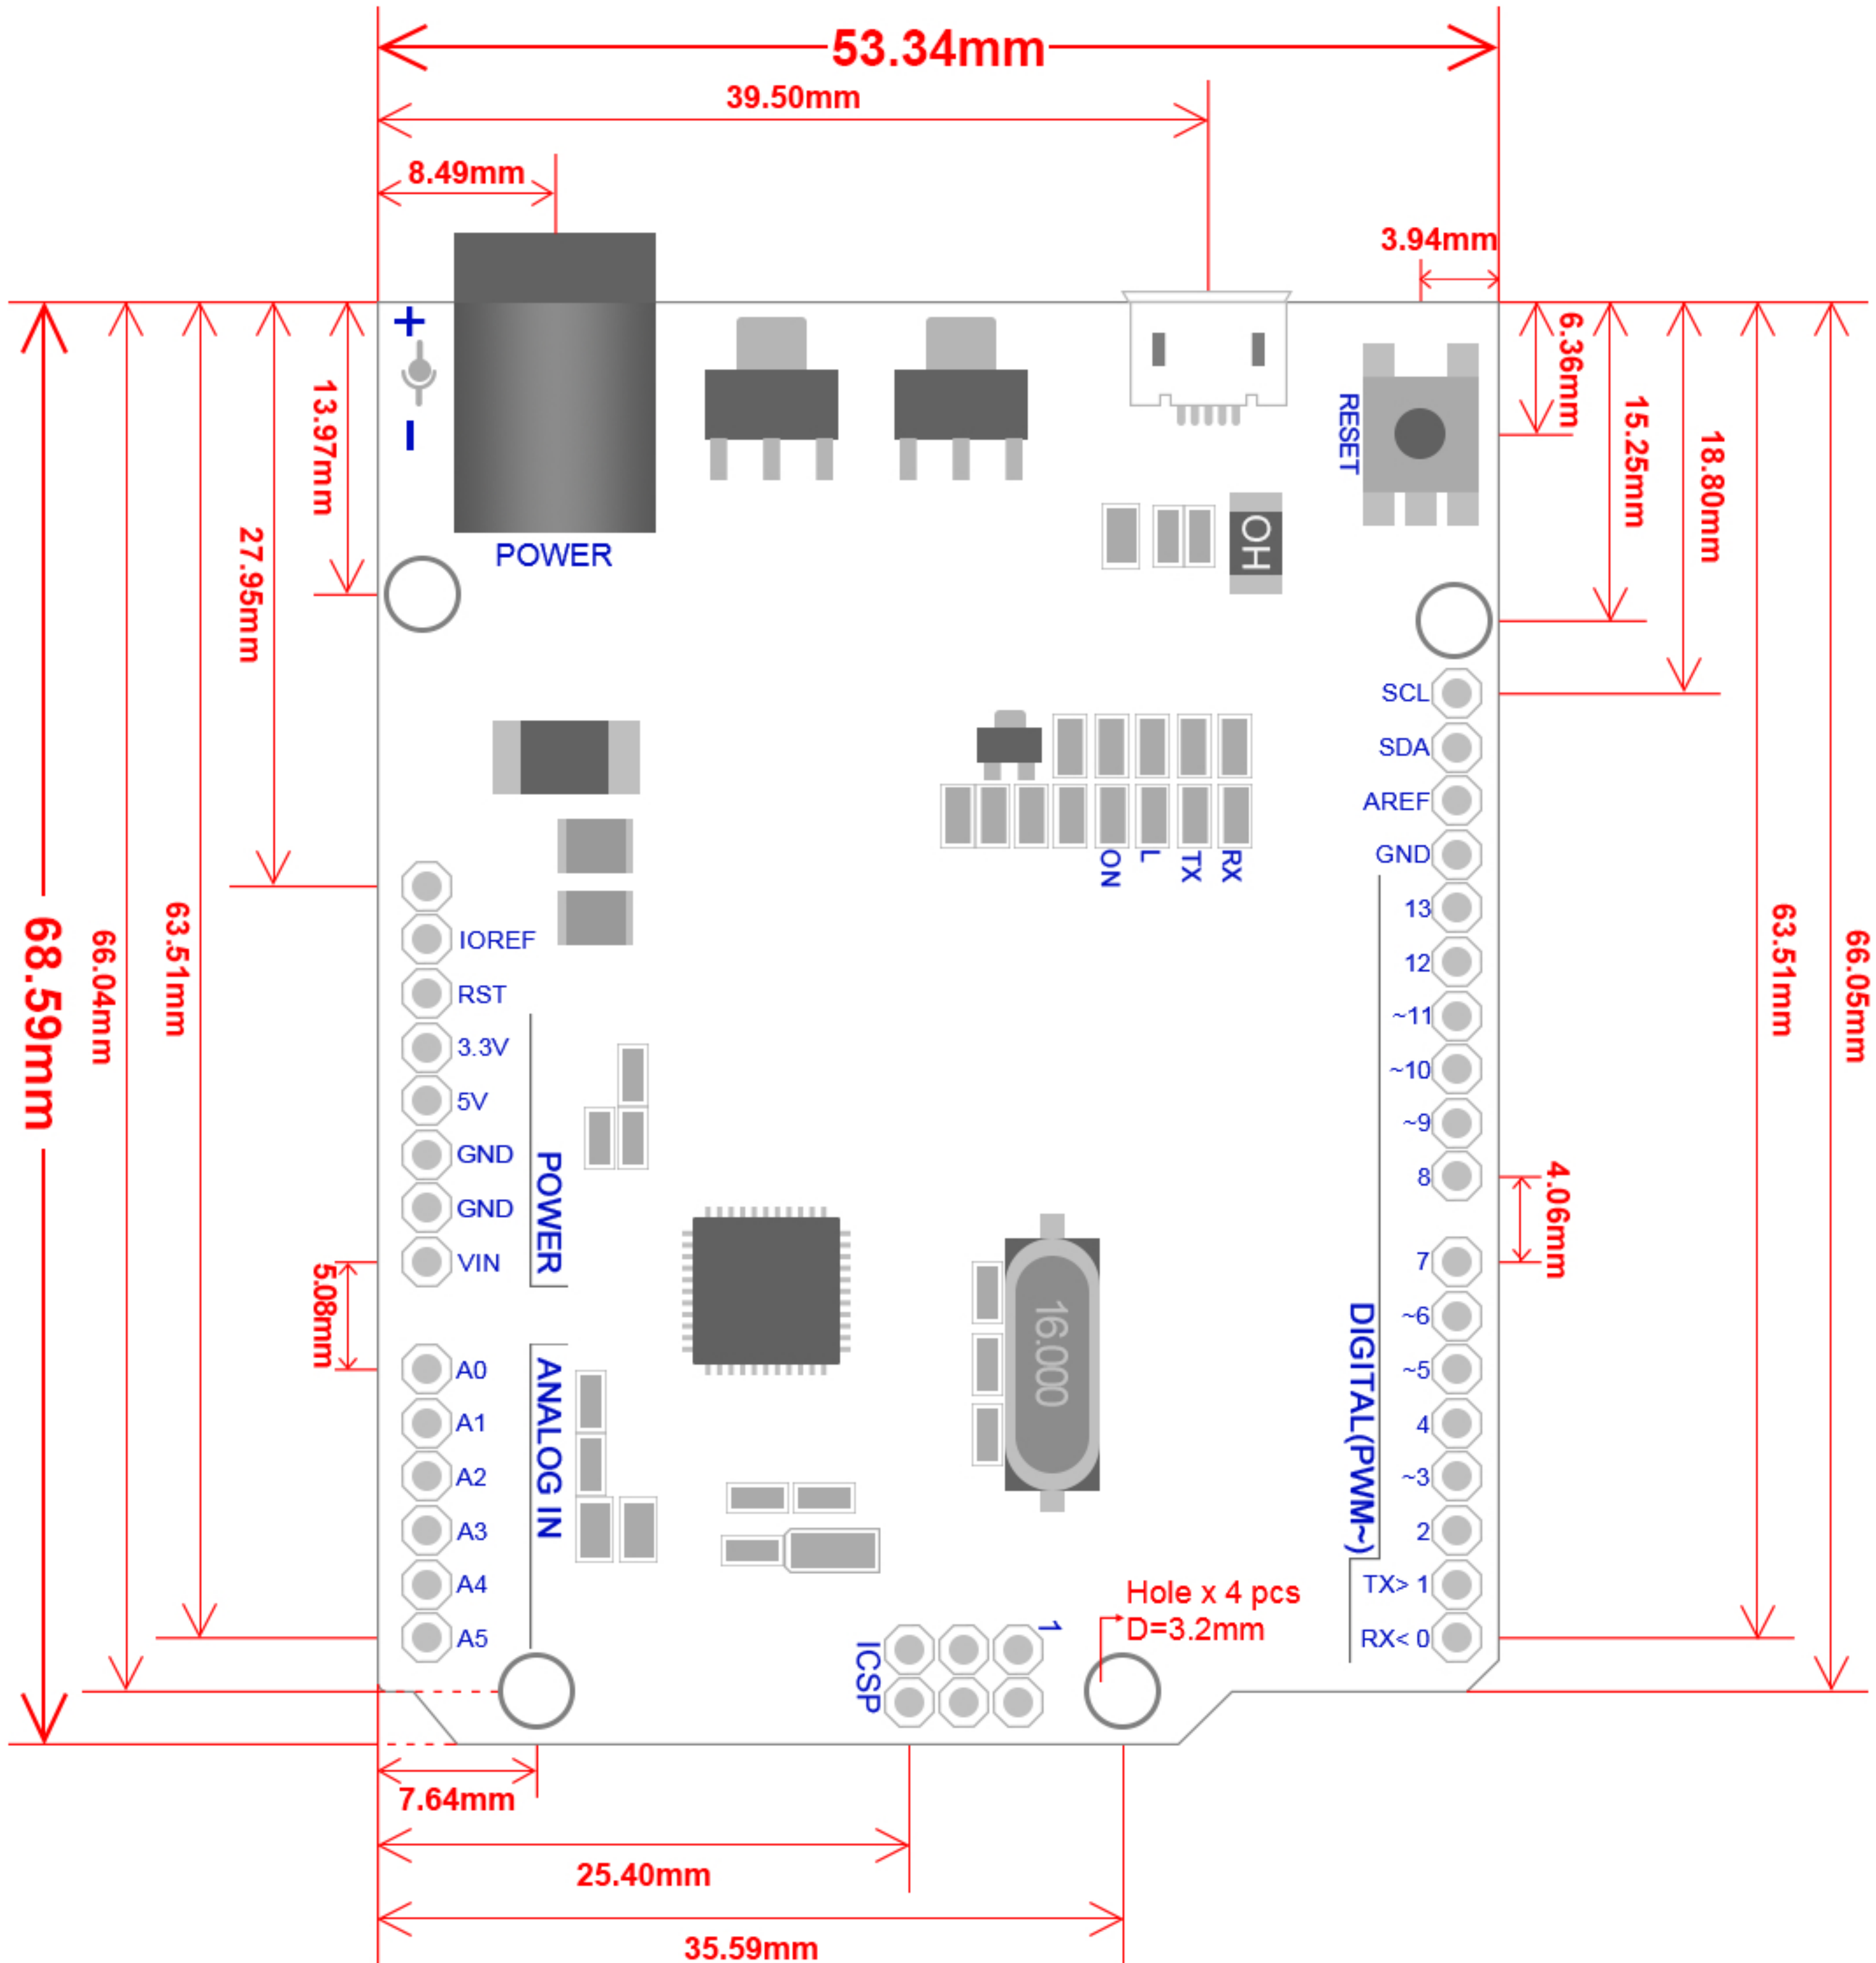 53.34mm
39.50mm
8.49mm
3.94mm
+
−
13.97mm
27.95mm
63.51mm
66.04mm
68.59mm
6.36mm
15.25mm
18.80mm
63.51mm
66.05mm
POWER
RESET
OH
SCL
SDA
AREF
GND
13
12
~11
~10
~9
8
4.06mm
7
~6
~5
4
~3
2
TX> 1
RX< 0
DIGITAL(PWM~)
ON
L
TX
RX
IOREF
RST
3.3V
5V
GND
GND
VIN
POWER
5.08mm
A0
A1
A2
A3
A4
A5
ANALOG IN
16.000
Hole x 4 pcs
D=3.2mm
1
ICSP
7.64mm
25.40mm
35.59mm